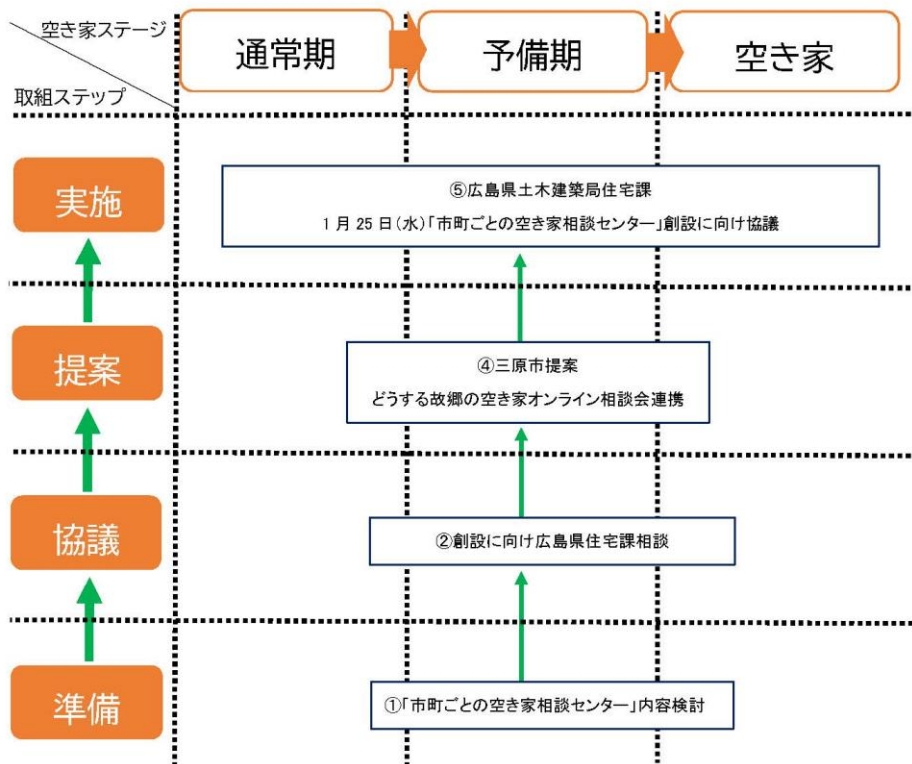 空き家ステージ
取組ステップ
通常期
予備期
空き家
実施
⑤広島県土木建築局住宅課
1月25日(水)「市町ごとの空き家相談センター」創設に向け協議
提案
④三原市提案
どうする故郷の空き家オンライン相談会連携
協議
②創設に向け広島県住宅課相談
準備
①「市町ごとの空き家相談センター」内容検討